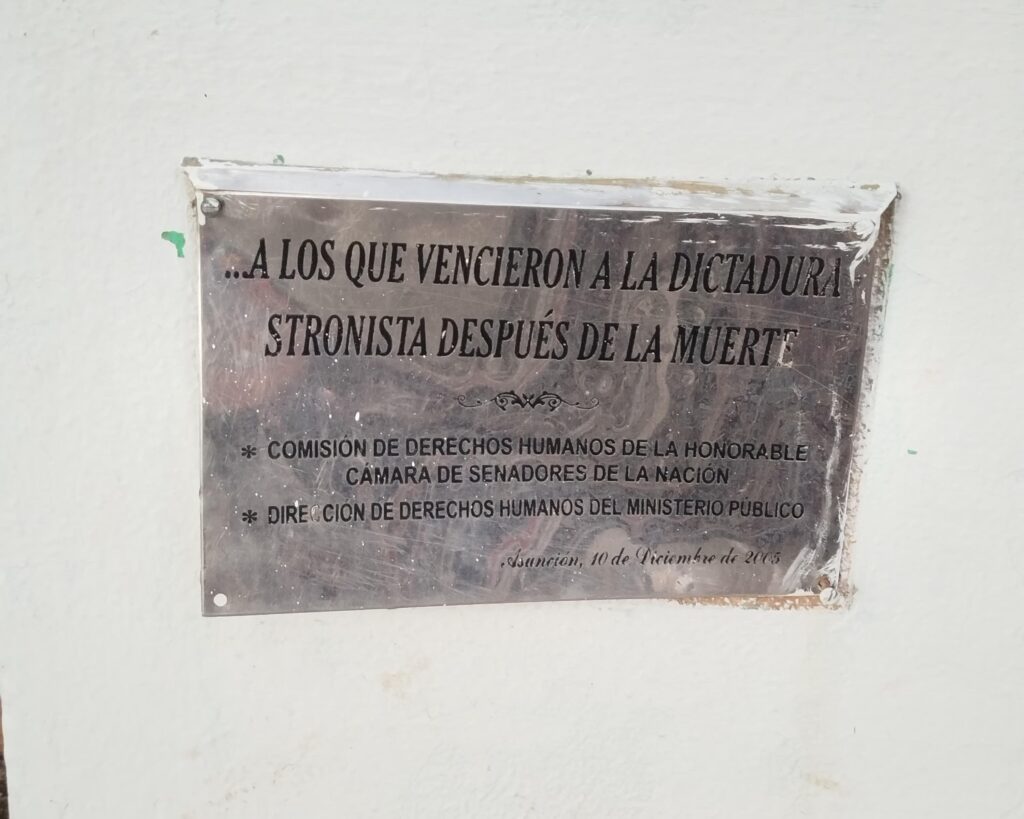 ...A LOS QUE VENCIERON A LA DICTADURA
STRONISTA DESPUÉS DE LA MUERTE
* COMISIÓN DE DERECHOS HUMANOS DE LA HONORABLE
CÁMARA DE SENADORES DE LA NACIÓN
* DIRECCIÓN DE DERECHOS HUMANOS DEL MINISTERIO PÚBLICO
Asunción, 10 de Diciembre de 2005